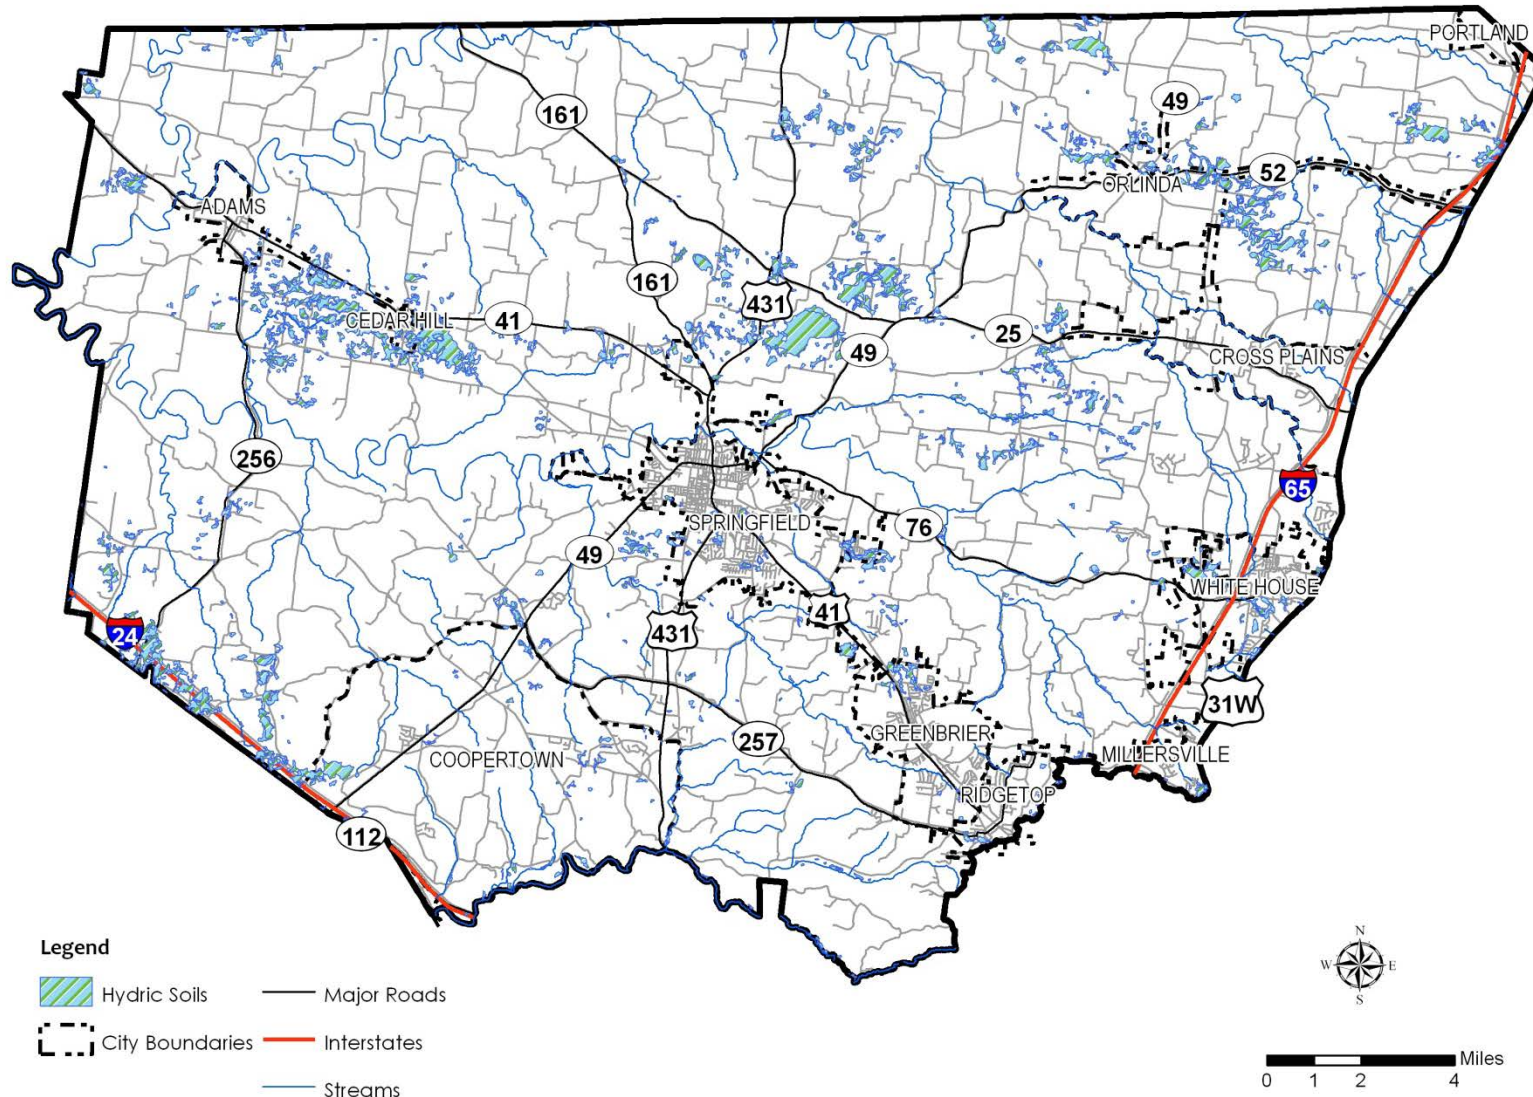 PORTLAND
49
161
52
ORLINDA
ADAMS
161
431
CEDAR HILL
41
25
49
CROSS PLAINS
256
65
SPRINGFIELD
76
49
WHITE HOUSE
41
24
431
31W
GREENBRIER
257
MILLERSVILLE
COOPERTOWN
RIDGETOP
112
Legend
Hydric Soils
Major Roads
City Boundaries
Interstates
Streams
N
W E
S
Miles
0 1 2 4